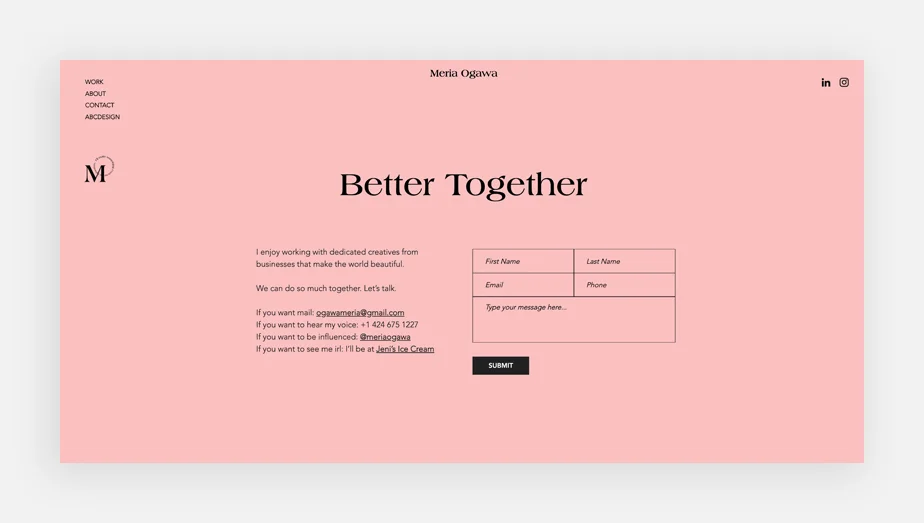 Meria Ogawa
WORK
ABOUT
CONTACT
ABCDESIGN
in
M
Better Together
I enjoy working with dedicated creatives from
businesses that make the world beautiful.
We can do so much together. Let's talk.
If you want mail: ogawameria@gmail.com
If you want to hear my voice: +1 424 675 1227
If you want to be influenced: @meriaogawa
If you want to see me irl: I'll be at Jeni's Ice Cream
First Name
Last Name
Email
Phone
Type your message here...
SUBMIT